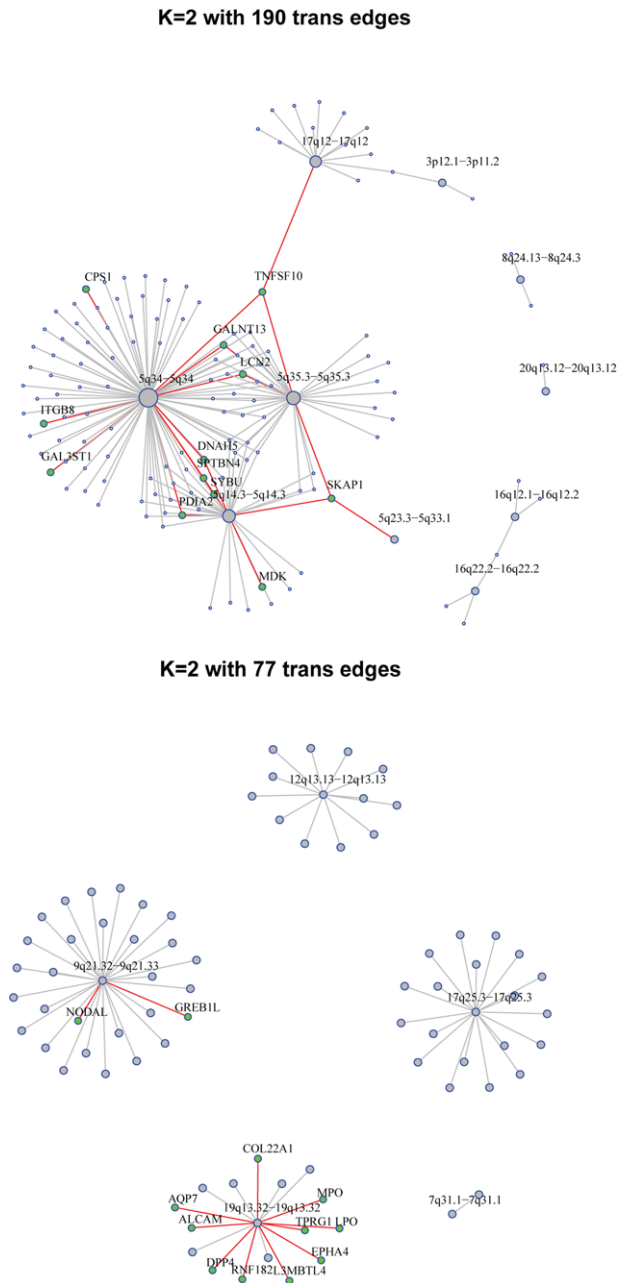 K=2 with 190 trans edges
17q12−17q12
3p12.1−3p11.2
8q24.13−8q24.3
CPS1
TNFSF10
GALNT13
LCN2
20q13.12−20q13.12
5q34−5q34
5q35.3−5q35.3
ITGB8
DNAH5
GAL3ST1
SPTBN4
SYBU
SKAP1
16q12.1−16q12.2
PDIA2
5q14.3−5q14.3
5q23.3−5q33.1
16q22.2−16q22.2
MDK
K=2 with 77 trans edges
12q13.13−12q13.13
9q21.32−9q21.33
17q25.3−17q25.3
NODAL
GREB1L
COL22A1
AQP7
MPO
7q31.1−7q31.1
19q13.32−19q13.32
ALCAM
TPRG1 LPO
EPHA4
DPP4
RNF182
L3MBTL4